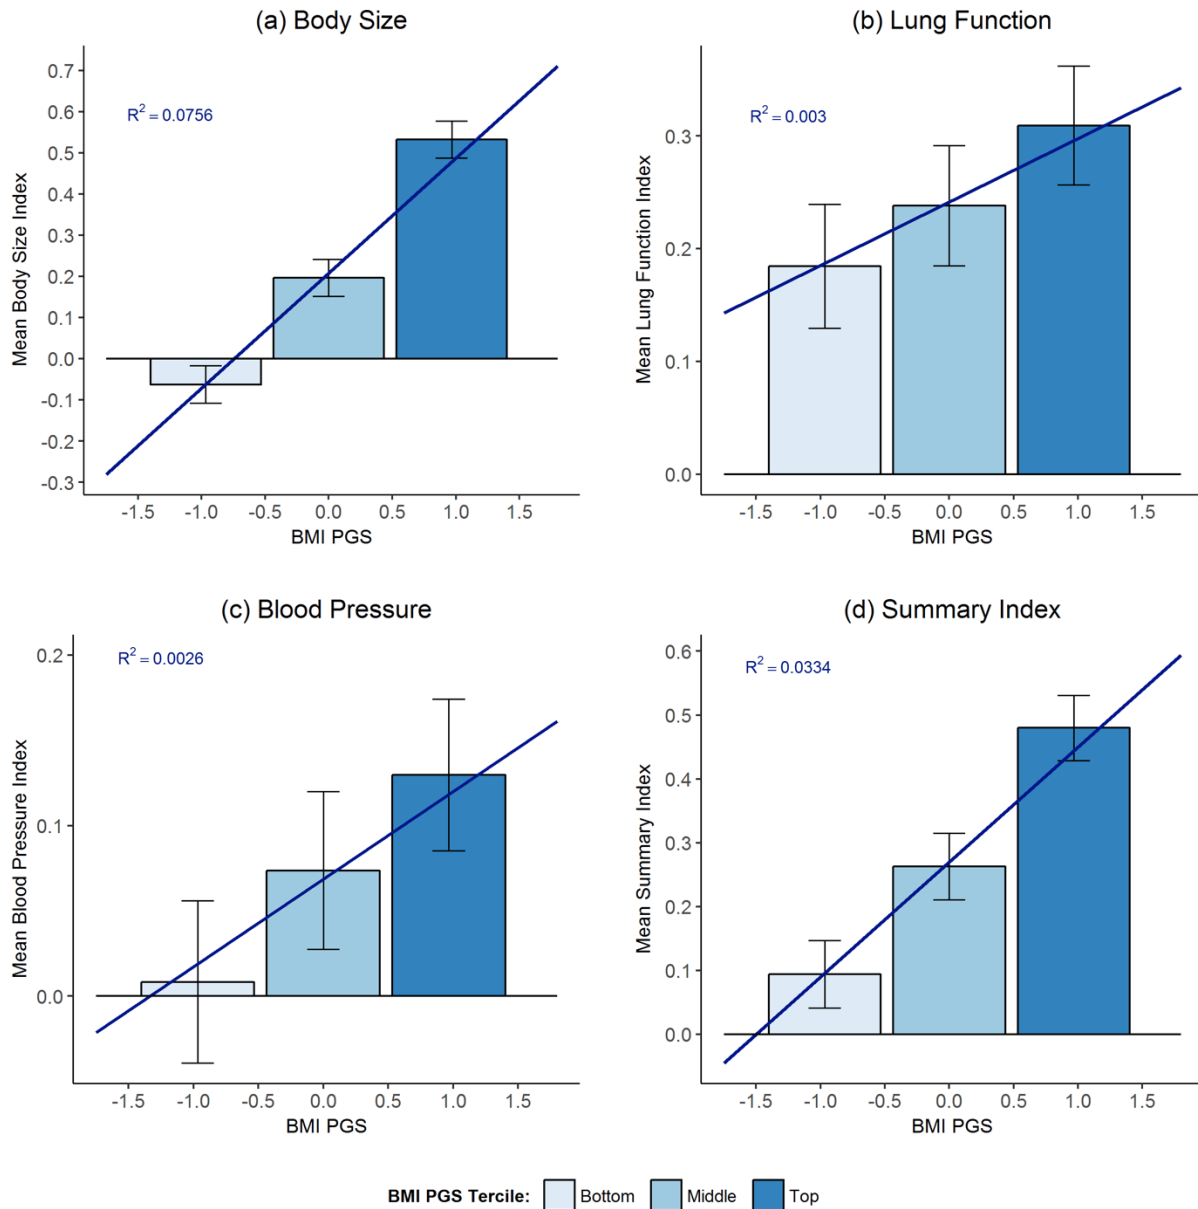 (a) Body Size
Mean Body Size Index
0.7
0.6
0.5
0.4
0.3
0.2
0.1
0.0
-0.1
-0.2
-0.3
R² = 0.0756
-1.5 -1.0 -0.5 0.0 0.5 1.0 1.5
BMI PGS
(b) Lung Function
Mean Lung Function Index
0.3
0.2
0.1
0.0
R² = 0.003
-1.5 -1.0 -0.5 0.0 0.5 1.0 1.5
BMI PGS
(c) Blood Pressure
Mean Blood Pressure Index
0.2
0.1
0.0
R² = 0.0026
-1.5 -1.0 -0.5 0.0 0.5 1.0 1.5
BMI PGS
(d) Summary Index
Mean Summary Index
0.6
0.5
0.4
0.3
0.2
0.1
0.0
R² = 0.0334
-1.5 -1.0 -0.5 0.0 0.5 1.0 1.5
BMI PGS
BMI PGS Tercile: Bottom Middle Top